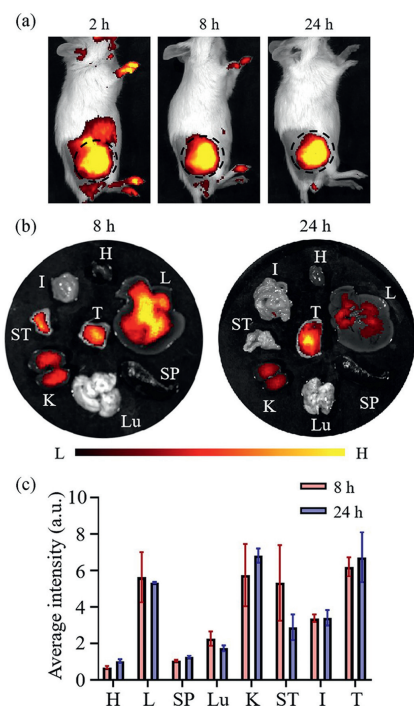 (a)
2 h 8 h 24 h
(b)
8 h 24 h
H
I
L
ST
T
K
SP
Lu
H
I
L
ST
T
K
SP
Lu
L H
(c)
8 h
24 h
Average intensity (a.u.)
10
8
6
4
2
0
H L SP Lu K ST I T